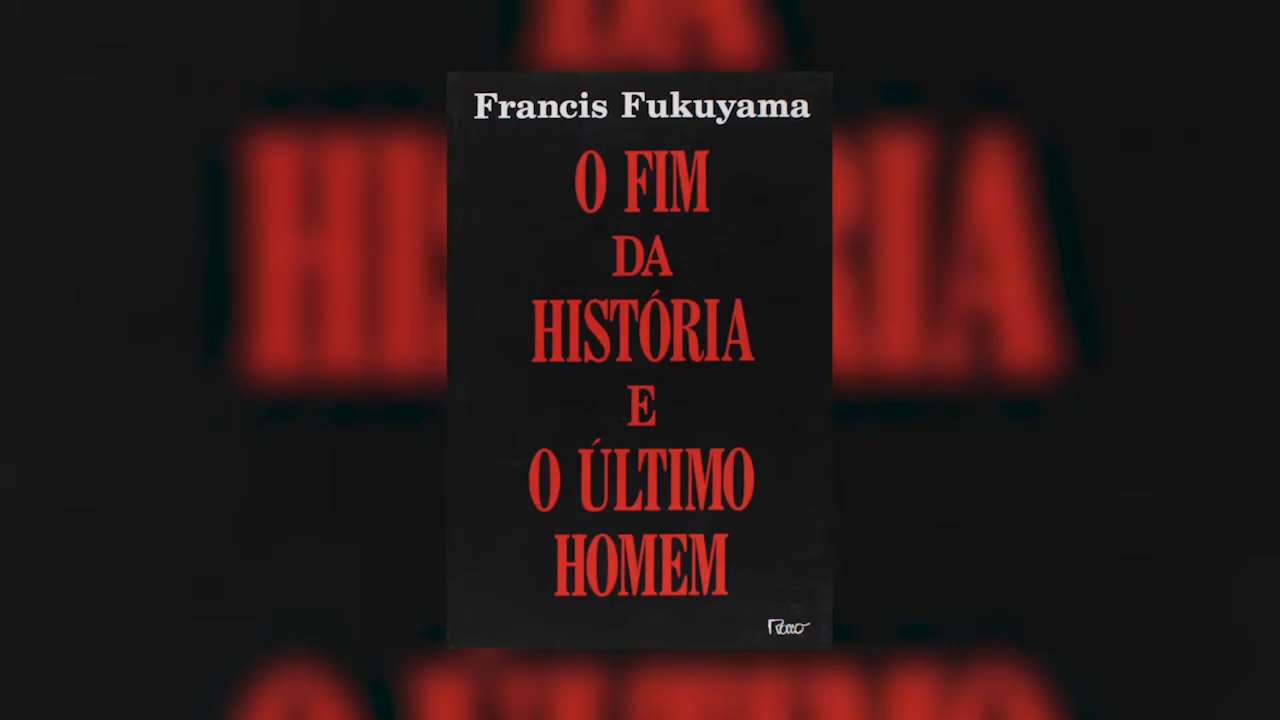 Francis Fukuyama
O FIM
DA
HISTÓRIA
E
O ÚLTIMO
HOMEM
Rocco